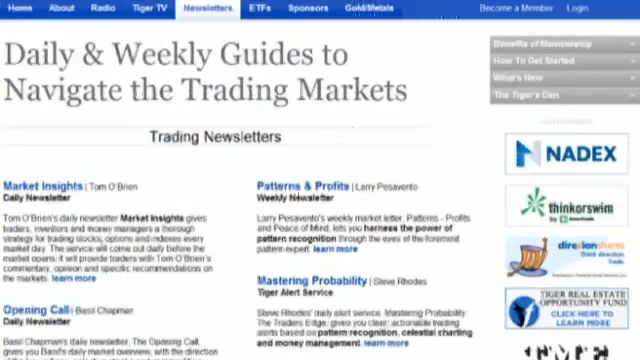 Home About Radio Tiger TV Newsletters ETFs Sponsors Gold/Metals Become a Member Login
Daily & Weekly Guides to
Navigate the Trading Markets
Trading Newsletters
Market Insights | Tom O'Brien
Daily Newsletter
Tom O'Brien's daily newsletter Market Insights gives
traders, investors and money managers a thorough
strategy for trading stocks, options and indexes every
market day. The service will come out daily before the
market opens; it will provide traders with Tom O'Brien's
commentary, opinion and specific recommendations on
the markets. learn more
Opening Call | Basil Chapman
Daily Newsletter
Basil Chapman's daily newsletter, The Opening Call,
gives you Basil's daily market overview, with the direction
Patterns & Profits | Larry Pesavento
Weekly Newsletter
Larry Pesavento's weekly market letter, Patterns - Profits
and Peace of Mind, lets you harness the power of
pattern recognition through the eyes of the foremost
pattern expert. learn more
Mastering Probability | Steve Rhodes
Tiger Alert Service
Steve Rhodes' daily alert service, Mastering Probability
The Traders Edge, gives you clear, actionable trading
alerts based on pattern recognition, celestial charting
and money management. learn more
Benefits of Membership
How To Get Started
What's New
The Tiger's Den
NADEX
thinkorswim
direxionshares
Think direction.
Trade.
TIGER REAL ESTATE
OPPORTUNITY FUND
CLICK HERE TO
LEARN MORE